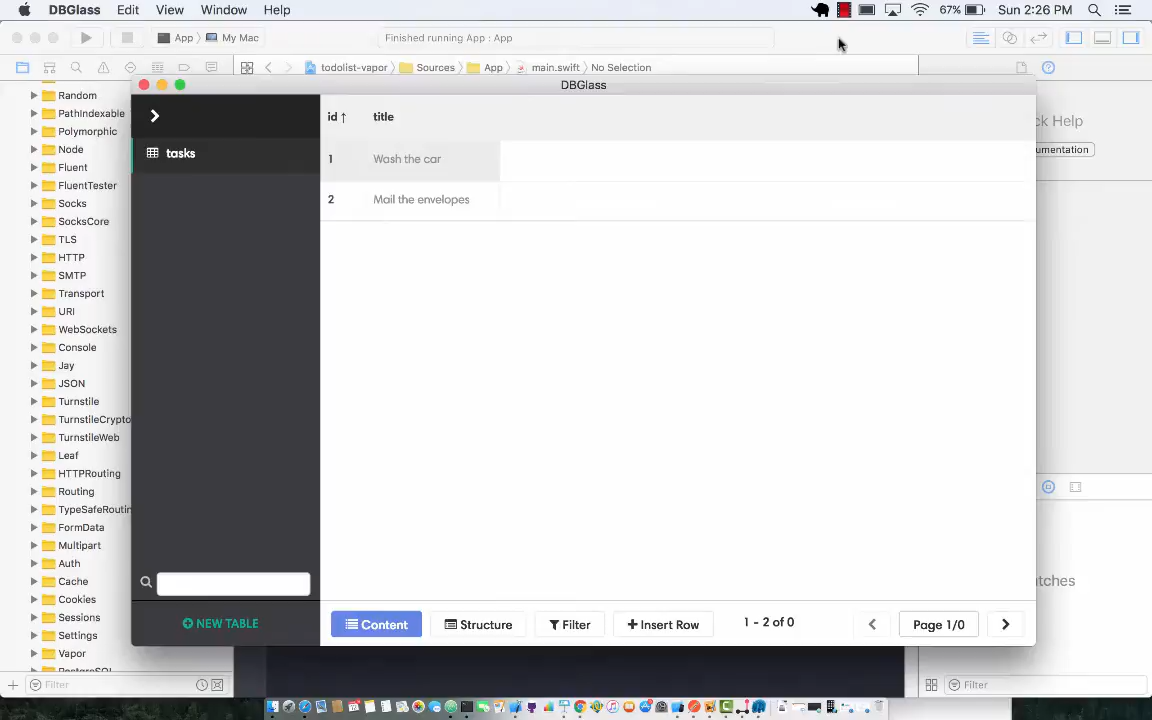 DBGlass Edit View Window Help 67% Sun 2:26 PM
App My Mac Finished running App : App
todolist-vapor Sources App main.swift No Selection
DBGlass
Random
PathIndexable
Polymorphic
Node
Fluent
FluentTester
Socks
SocksCore
TLS
HTTP
SMTP
Transport
URI
WebSockets
Console
Jay
JSON
Turnstile
TurnstileCrypto
TurnstileWeb
Leaf
HTTPRouting
Routing
TypeSafeRoutin
FormData
Multipart
Auth
Cache
Cookies
Sessions
Settings
Vapor
Filter
tasks
NEW TABLE
id ↑ title
1 Wash the car
2 Mail the envelopes
Content Structure Filter + Insert Row 1 - 2 of 0 Page 1/0
ck Help
umentation
atches
Filter